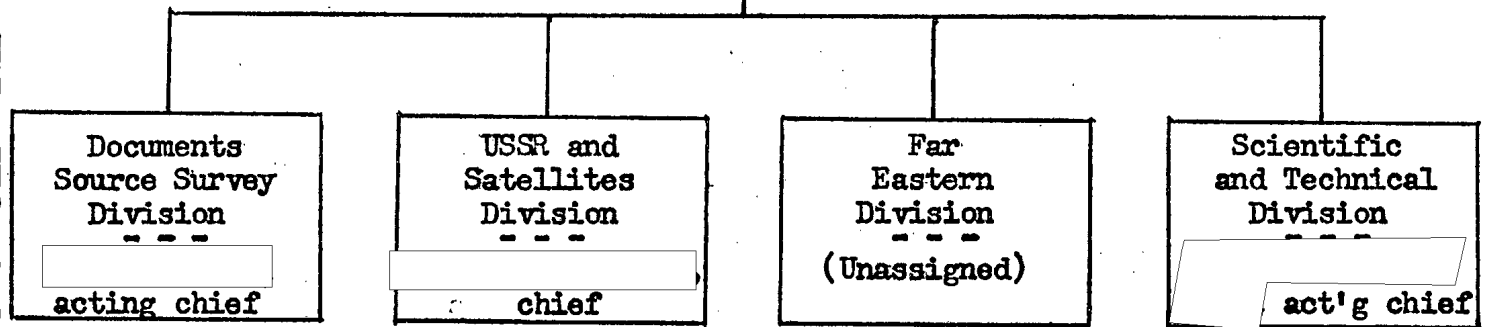 Documents
Source Survey
Division
- - -
acting chief
USSR and
Satellites
Division
- - -
chief
Far
Eastern
Division
- - -
(Unassigned)
Scientific
and Technical
Division
- - -
act'g chief